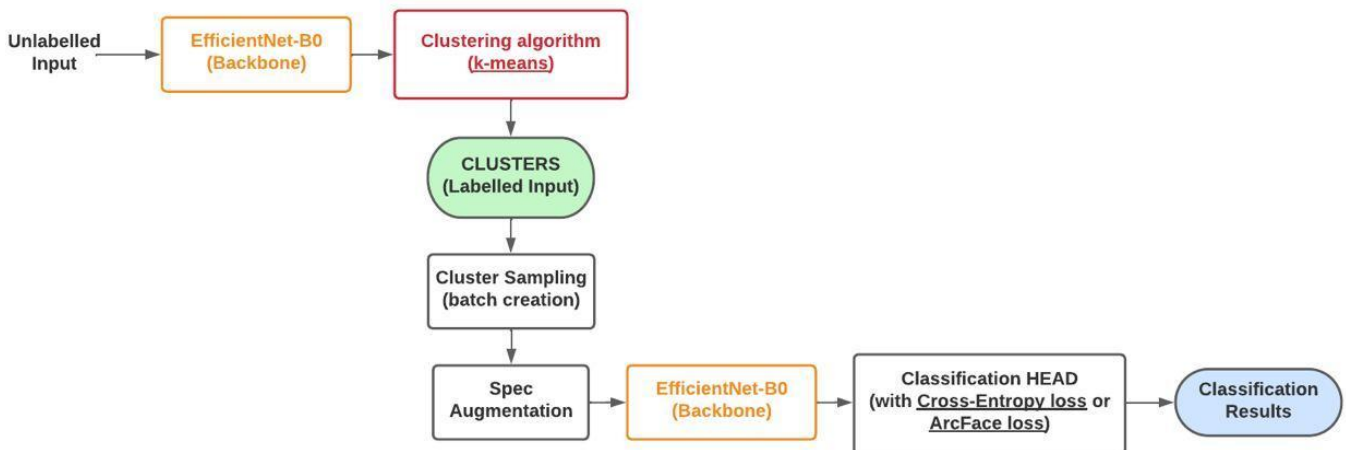 Unlabelled
Input
EfficientNet-B0
(Backbone)
Clustering algorithm
(k-means)
CLUSTERS
(Labelled Input)
Cluster Sampling
(batch creation)
Spec
Augmentation
EfficientNet-B0
(Backbone)
Classification HEAD
(with Cross-Entropy loss or
ArcFace loss)
Classification
Results